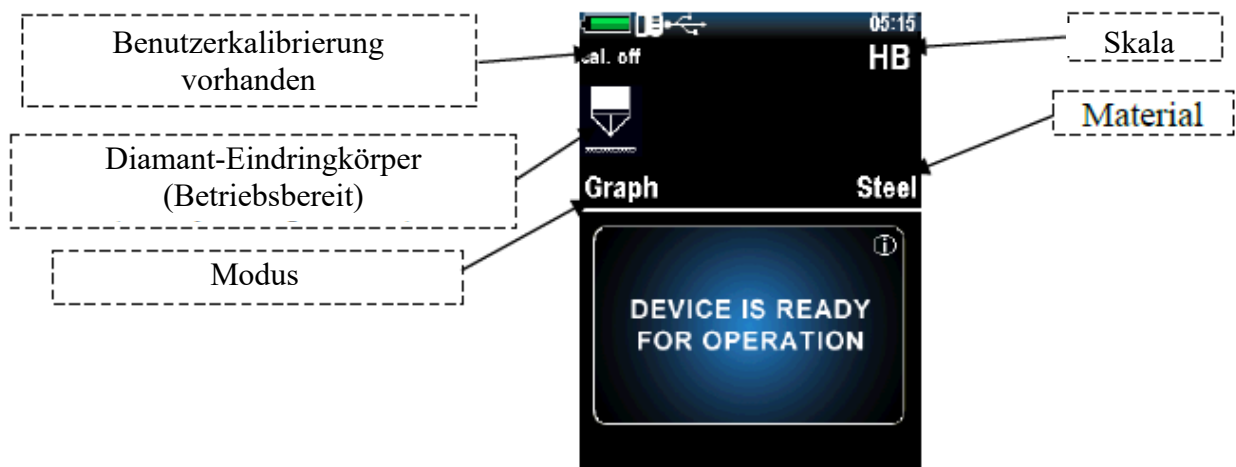 Benutzerkalibrierung
vorhanden
Diamant-Eindringkörper
(Betriebsbereit)
Modus
05:15
cal. off
HB
Graph
Steel
DEVICE IS READY
FOR OPERATION
Skala
Material